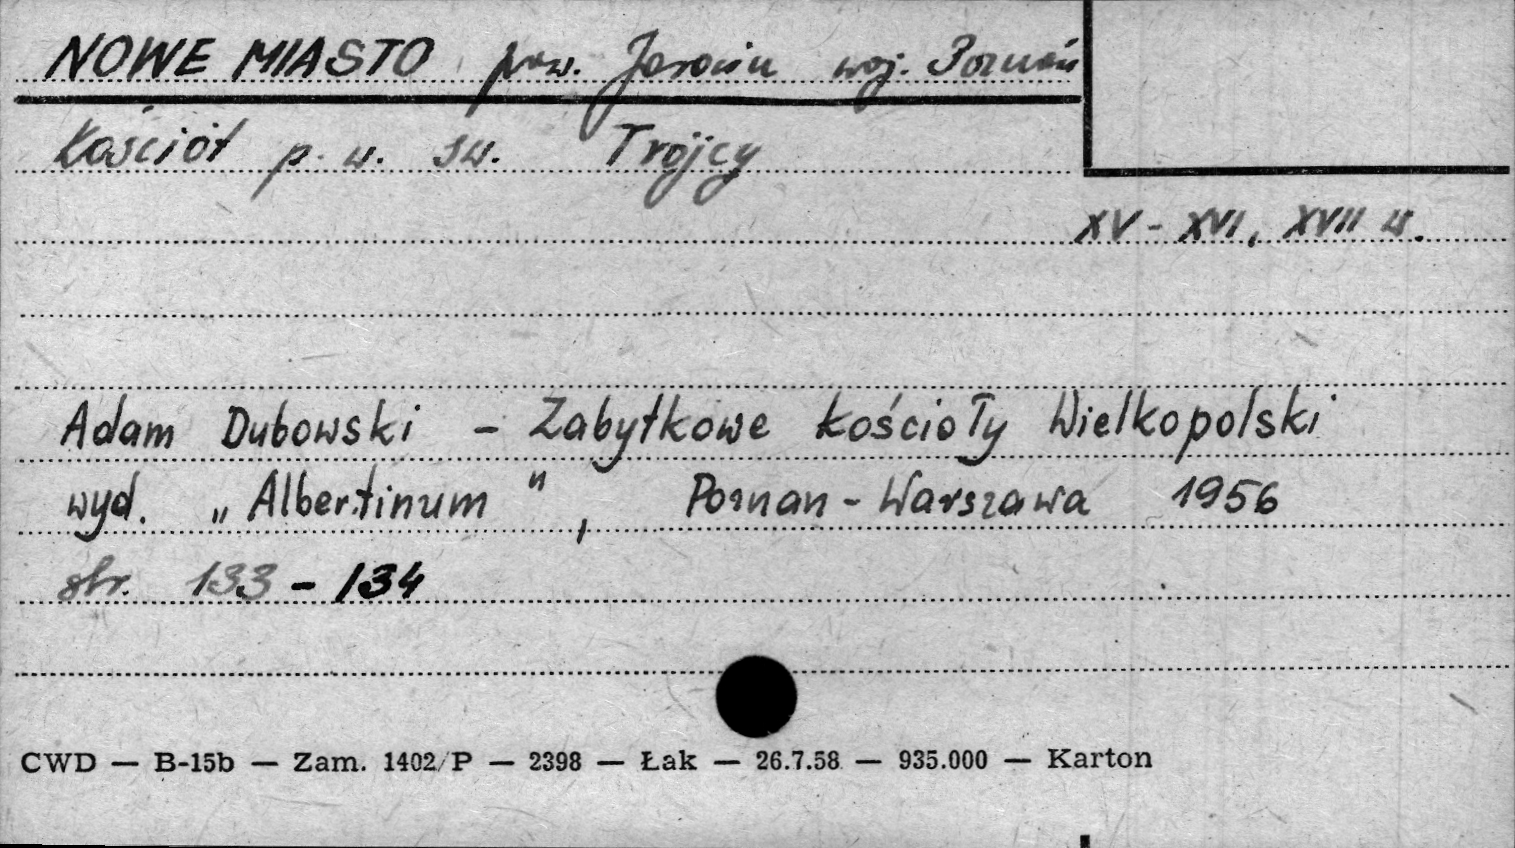 NOWE MIASTO pow. Jarocin woj. Poznań
Kościół p. w. św. Trójcy
XV - XVI, XVII w.
Adam Dubowski - Zabytkowe kościoły Wielkopolski
wyd. „Albertinum", Poznan - Warszawa 1956
str. 133 - 134
CWD — B-15b — Zam. 1402/P — 2398 — Łak — 26.7.58 — 935.000 — Karton